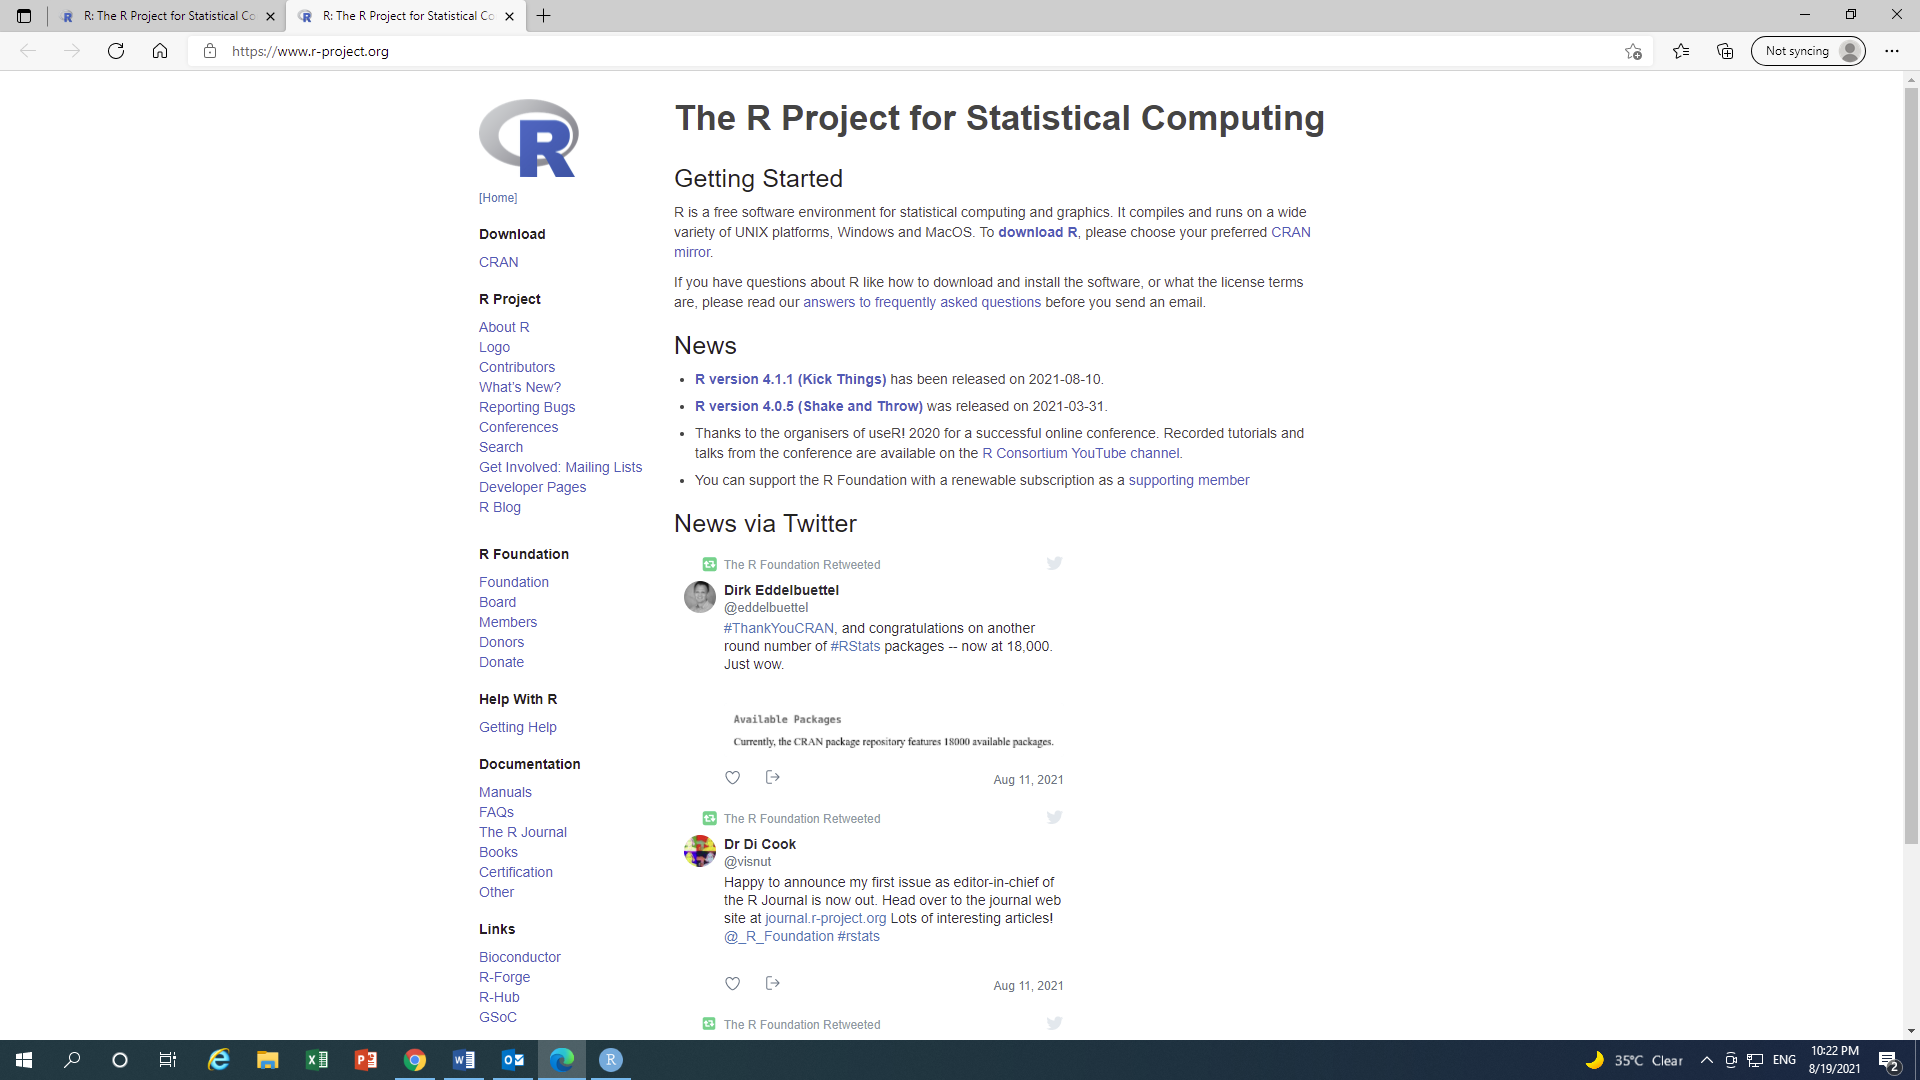 R: The R Project for Statistical Co
R: The R Project for Statistical Co
https://www.r-project.org
Not syncing
R
[Home]
Download
CRAN
R Project
About R
Logo
Contributors
What's New?
Reporting Bugs
Conferences
Search
Get Involved: Mailing Lists
Developer Pages
R Blog
R Foundation
Foundation
Board
Members
Donors
Donate
Help With R
Getting Help
Documentation
Manuals
FAQs
The R Journal
Books
Certification
Other
Links
Bioconductor
R-Forge
R-Hub
GSoC
The R Project for Statistical Computing
Getting Started
R is a free software environment for statistical computing and graphics. It compiles and runs on a wide
variety of UNIX platforms, Windows and MacOS. To download R, please choose your preferred CRAN
mirror.
If you have questions about R like how to download and install the software, or what the license terms
are, please read our answers to frequently asked questions before you send an email.
News
• R version 4.1.1 (Kick Things) has been released on 2021-08-10.
• R version 4.0.5 (Shake and Throw) was released on 2021-03-31.
• Thanks to the organisers of useR! 2020 for a successful online conference. Recorded tutorials and
talks from the conference are available on the R Consortium YouTube channel.
• You can support the R Foundation with a renewable subscription as a supporting member
News via Twitter
The R Foundation Retweeted
Dirk Eddelbuettel
@eddelbuettel
#ThankYouCRAN, and congratulations on another
round number of #RStats packages -- now at 18,000.
Just wow.
Available Packages
Currently, the CRAN package repository features 18000 available packages.
Aug 11, 2021
The R Foundation Retweeted
Dr Di Cook
@visnut
Happy to announce my first issue as editor-in-chief of
the R Journal is now out. Head over to the journal web
site at journal.r-project.org Lots of interesting articles!
@_R_Foundation #rstats
Aug 11, 2021
The R Foundation Retweeted
35°C Clear
ENG
10:22 PM
8/19/2021
2